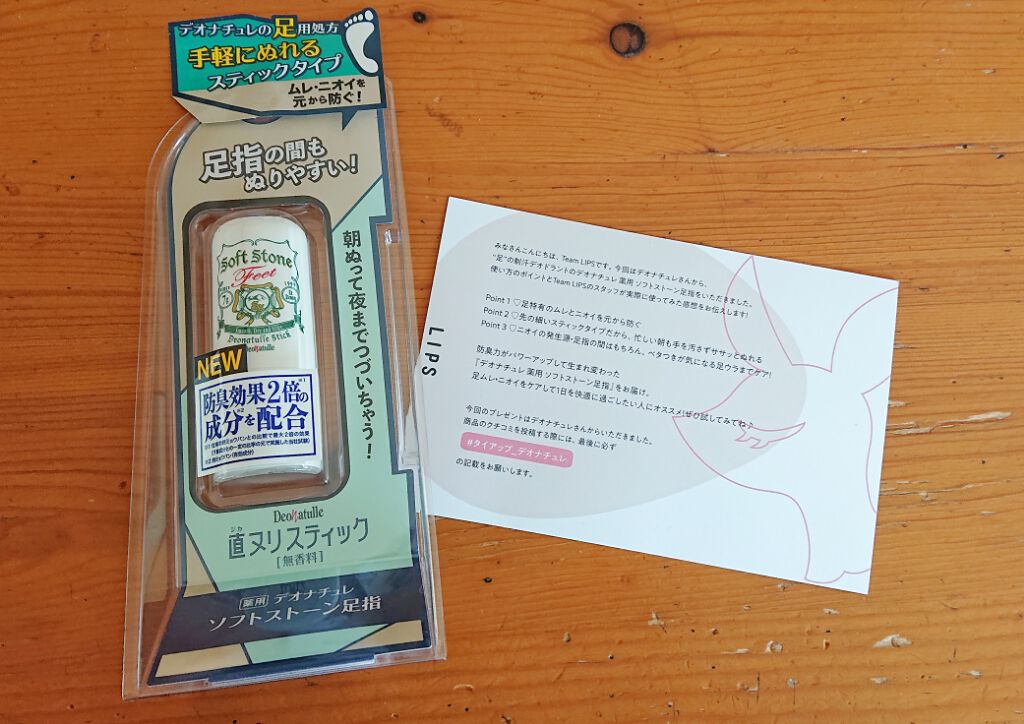 デオナチュレの足用処方
手軽にぬれる
スティックタイプ
ムレ・ニオイを
元から防ぐ！
足指の間も
ぬりやすい！
朝ぬって夜までつづいちゃう！
Soft Stone
Feet
Deonatulle Stick
Deonatulle
NEW
防臭効果2倍の※1
成分※2を配合
Deonatulle
ジカ
直ヌリスティック
［無香料］
薬用 デオナチュレ
ソフトストーン足指
LIPS
みなさんこんにちは、Team LIPSです。今回はデオナチュレさんから、
"足"の制汗デオドラントのデオナチュレ 薬用 ソフトストーン足指をいただきました。
使い方のポイントとTeam LIPSのスタッフが実際に使ってみた感想をお伝えします!
Point 1 ♡足特有のムレとニオイを元から防ぐ
Point 2 ♡先の細いスティックタイプだから、忙しい朝も手を汚さずササッとぬれる
Point 3 ♡ニオイの発生源・足指の間はもちろん、ベタつきが気になる足ウラまでケア!
防臭力がパワーアップして生まれ変わった
『デオナチュレ 薬用 ソフトストーン足指』をお届け。
足ムレ・ニオイをケアして1日を快適に過ごしたい人にオススメ!ぜひ試してみてね♪
今回のプレゼントはデオナチュレさんからいただきました。
商品のクチコミを投稿する際には、最後に必ず
#タイアップ_デオナチュレ
の記載をお願いします。